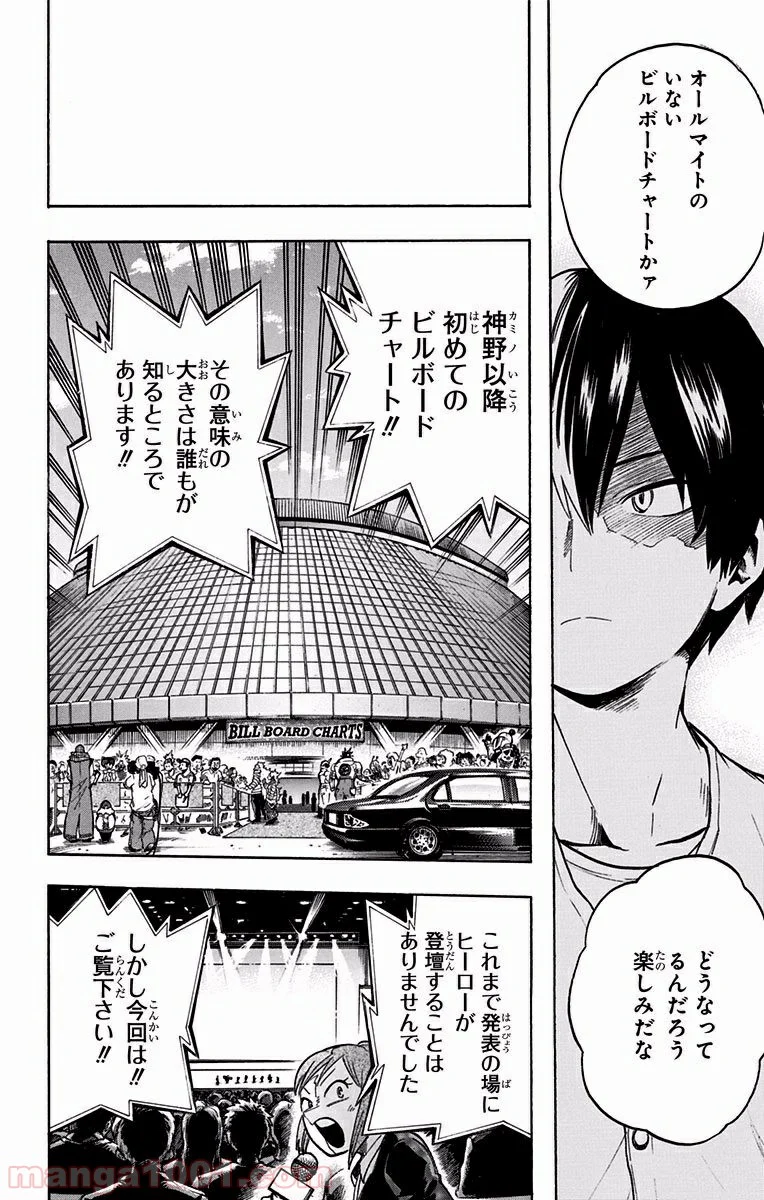 オールマイトの
いない
ビルボードチャートかァ
どうなって
るんだろう
楽しみだな
神野以降
初めての
ビルボード
チャート!!
その意味の
大きさは誰もが
知るところで
あります!!
BILL BOARD CHARTS
これまで発表の場に
ヒーローが
登壇することは
ありませんでした
しかし今回は!!
ご覧下さい!!
manga1001.com